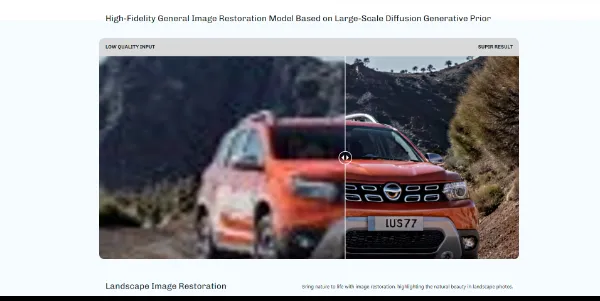 High-Fidelity General Image Restoration Model Based on Large-Scale Diffusion Generative Prior
LOW QUALITY INPUT
SUPIR RESULT
IUS77
Landscape Image Restoration
Bring nature to life with image restoration, highlighting the natural beauty in landscape photos.